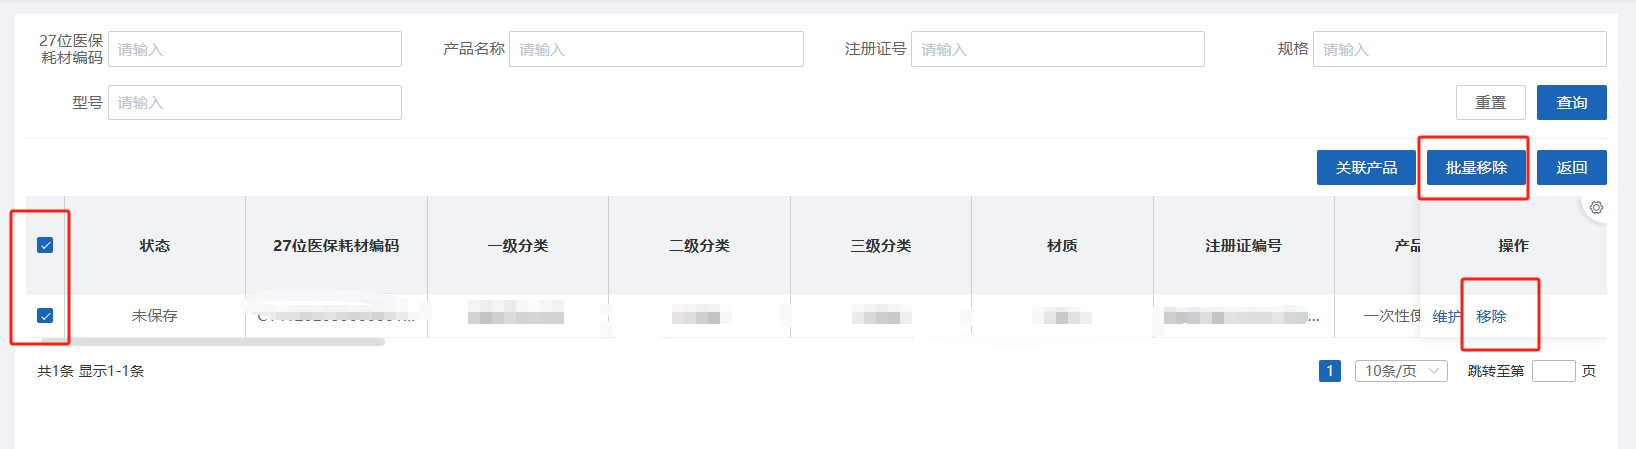 27位医保
耗材编码 请输入 产品名称 请输入 注册证号 请输入 规格 请输入
型号 请输入 重置 查询
关联产品 批量移除 返回
状态 27位医保耗材编码 一级分类 二级分类 三级分类 材质 注册证编号 产品 操作
未保存 一次性使 维护 移除
共1条 显示1-1条 1 10条/页 跳转至第 页